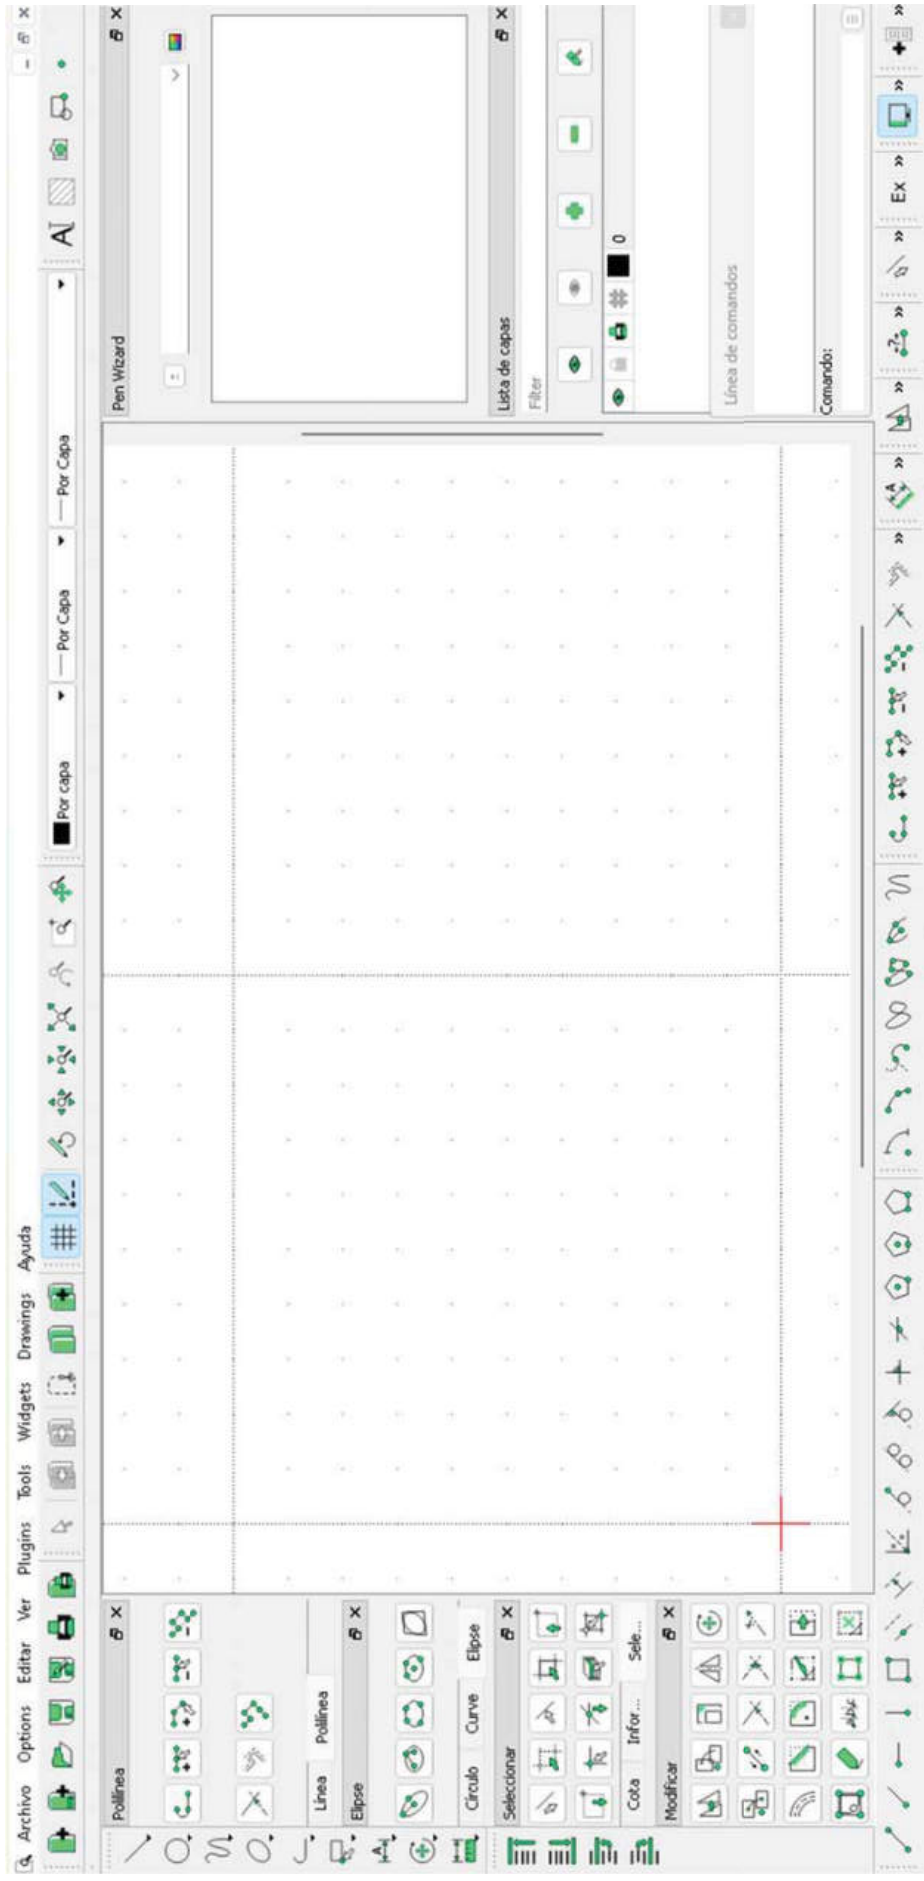 Archivo Options Editar Ver Plugins Tools Widgets Drawings Ayuda
Por capa Por Capa Por Capa
Polilínea
Línea Polilínea
Elipse
Círculo Curve Elipse
Seleccionar
Cota Infor... Sele...
Modificar
Pen Wizard
Lista de capas
Filter
0
Línea de comandos
Comando:
Ex